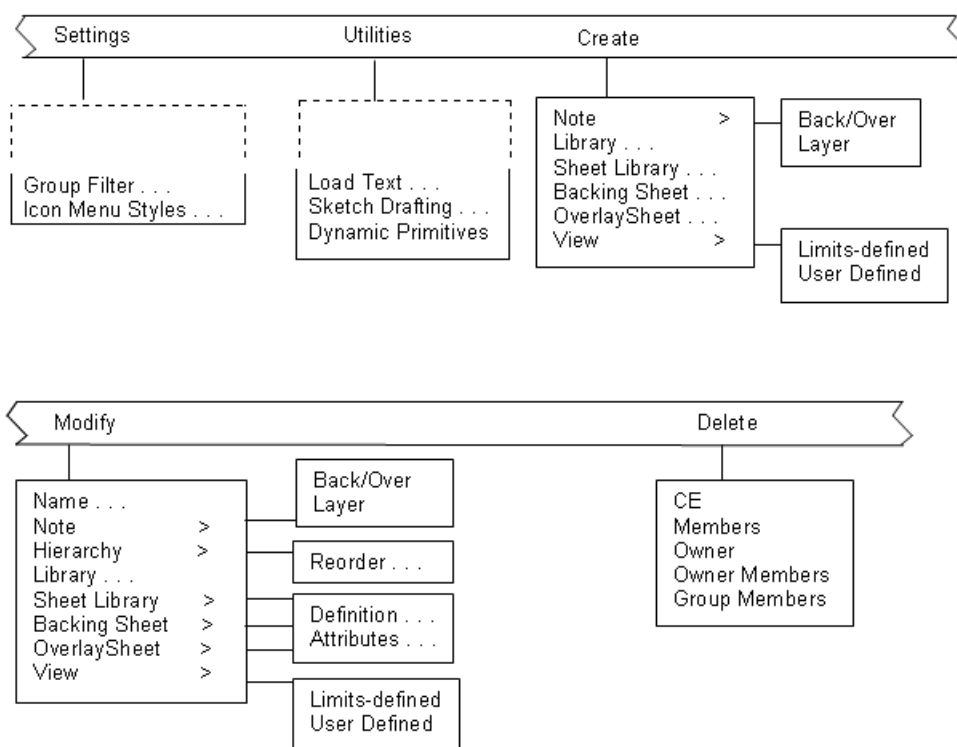 Settings
Utilities
Create
Group Filter . . .
Icon Menu Styles . . .
Load Text . . .
Sketch Drafting . . .
Dynamic Primitives
Note >
Library . . .
Sheet Library . . .
Backing Sheet . . .
OverlaySheet . . .
View >
Back/Over
Layer
Limits-defined
User Defined
Modify
Delete
Name . . .
Note >
Hierarchy >
Library . . .
Sheet Library >
Backing Sheet >
OverlaySheet >
View >
Back/Over
Layer
Reorder . . .
Definition . . .
Attributes . . .
Limits-defined
User Defined
CE
Members
Owner
Owner Members
Group Members